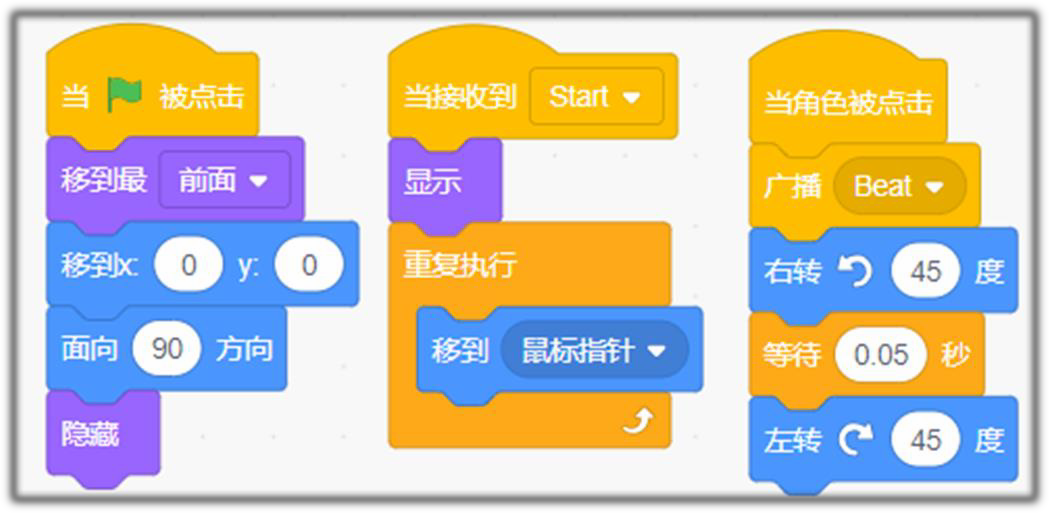 当 被点击
移到最 前面
移到x: 0 y: 0
面向 90 方向
隐藏
当接收到 Start
显示
重复执行
移到 鼠标指针
当角色被点击
广播 Beat
右转 45 度
等待 0.05 秒
左转 45 度